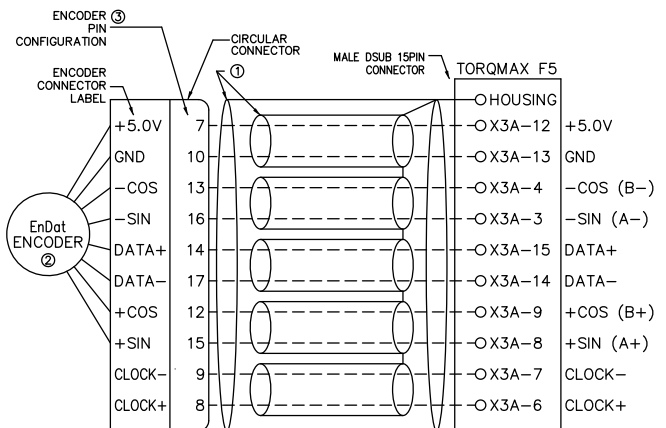 ENCODER ③
PIN
CONFIGURATION
CIRCULAR
CONNECTOR
①
MALE DSUB 15PIN
CONNECTOR
TORQMAX F5
ENCODER
CONNECTOR
LABEL
HOUSING
+5.0V 7 X3A-12 +5.0V
GND 10 X3A-13 GND
-COS 13 X3A-4 -COS (B-)
-SIN 16 X3A-3 -SIN (A-)
EnDat
ENCODER
②
DATA+ 14 X3A-15 DATA+
DATA- 17 X3A-14 DATA-
+COS 12 X3A-9 +COS (B+)
+SIN 15 X3A-8 +SIN (A+)
CLOCK- 9 X3A-7 CLOCK-
CLOCK+ 8 X3A-6 CLOCK+